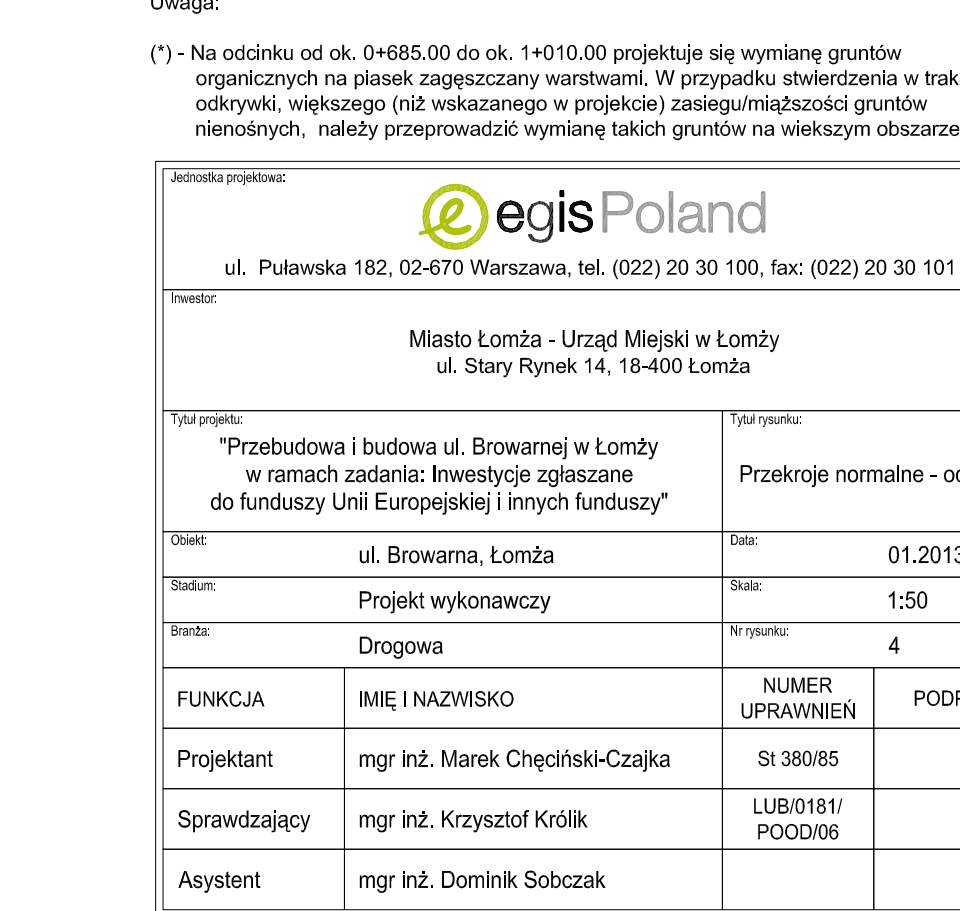 Uwaga:
(*) - Na odcinku od ok. 0+685.00 do ok. 1+010.00 projektuje się wymianę gruntów
organicznych na piasek zagęszczany warstwami. W przypadku stwierdzenia w
odkrywki, większego (niż wskazanego w projekcie) zasiegu/miąższości gruntów
nienośnych, należy przeprowadzić wymianę takich gruntów na wiekszym obszarze
Jednostka projektowa:
egis Poland
ul. Puławska 182, 02-670 Warszawa, tel. (022) 20 30 100, fax: (022) 20 30 101
Inwestor:
Miasto Łomża - Urząd Miejski w Łomży
ul. Stary Rynek 14, 18-400 Łomża
Tytuł projektu:
"Przebudowa i budowa ul. Browarnej w Łomży
w ramach zadania: Inwestycje zgłaszane
do funduszy Unii Europejskiej i innych funduszy"
Tytuł rysunku:
Przekroje normalne -
Obiekt:
ul. Browarna, Łomża
Data:
01.2013
Stadium:
Projekt wykonawczy
Skala:
1:50
Branża:
Drogowa
Nr rysunku:
4
FUNKCJA
IMIĘ I NAZWISKO
NUMER
UPRAWNIEŃ
Projektant
mgr inż. Marek Chęciński-Czajka
St 380/85
Sprawdzający
mgr inż. Krzysztof Królik
LUB/0181/
POOD/06
Asystent
mgr inż. Dominik Sobczak